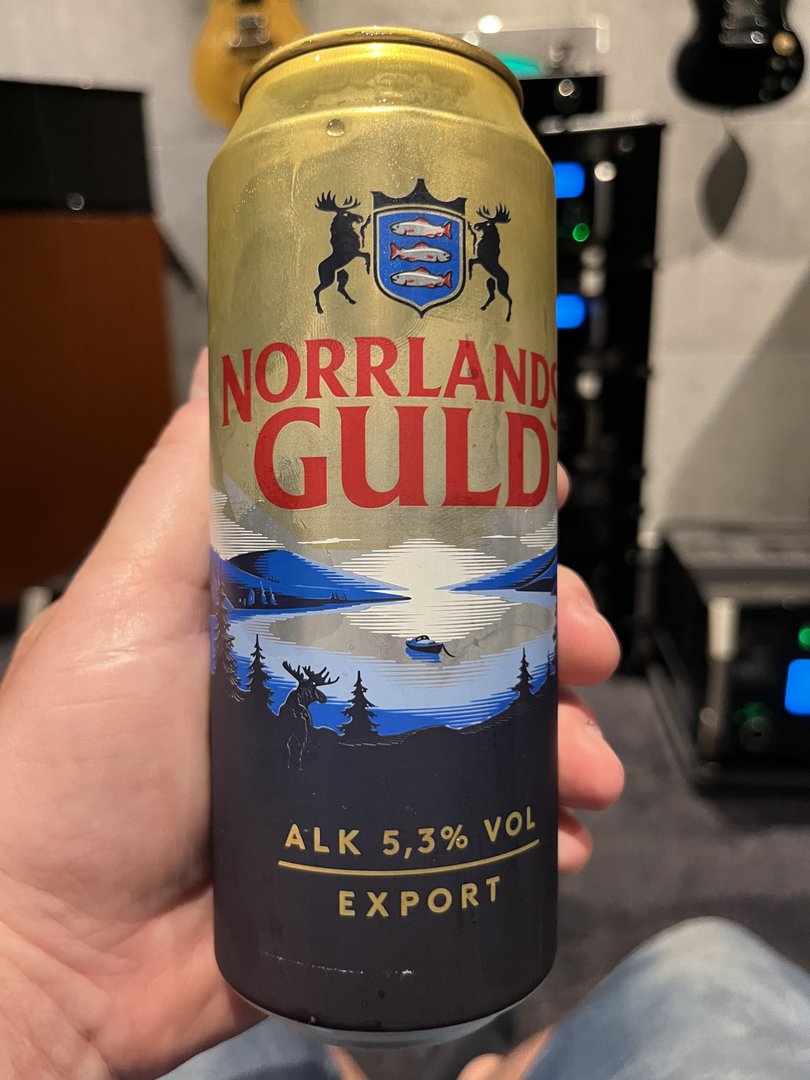 NORRLANDS
GULD
ALK 5,3% VOL
EXPORT